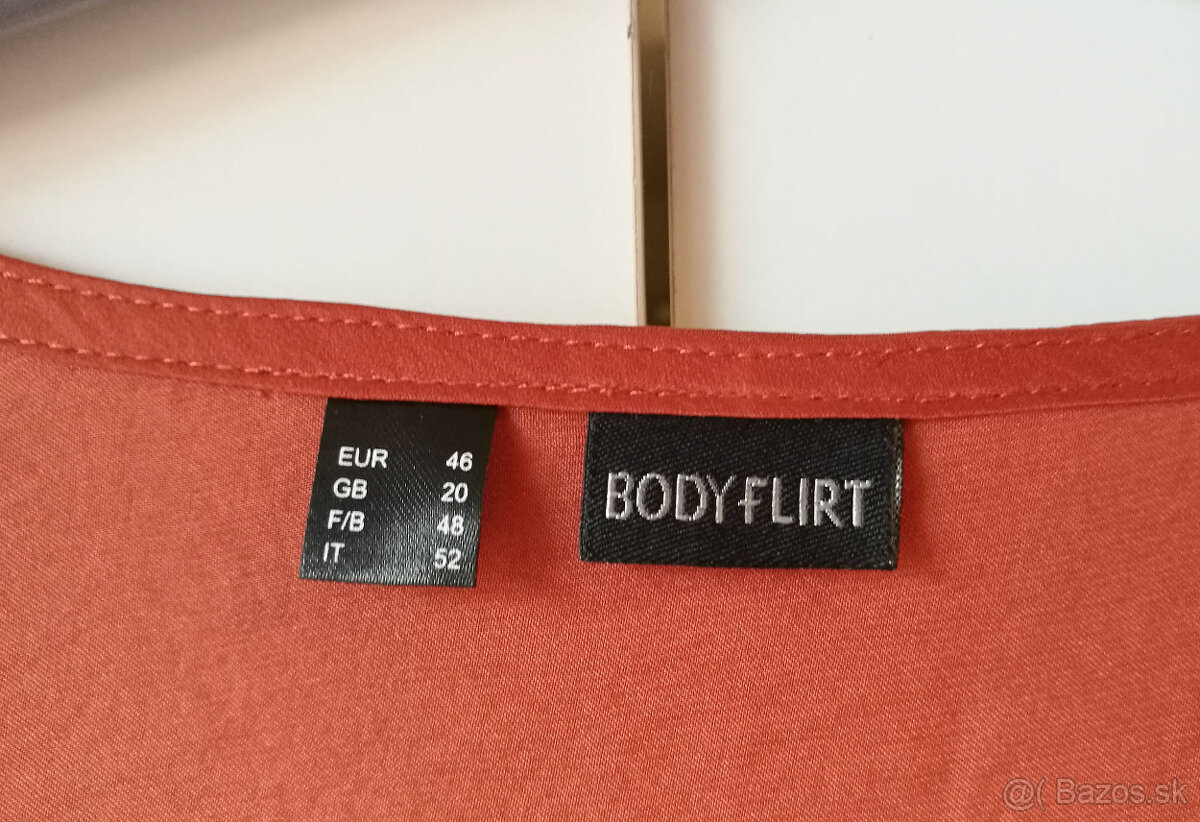 EUR 46
GB 20
F/B 48
IT 52
BODYFLIRT
@( Bazos.sk